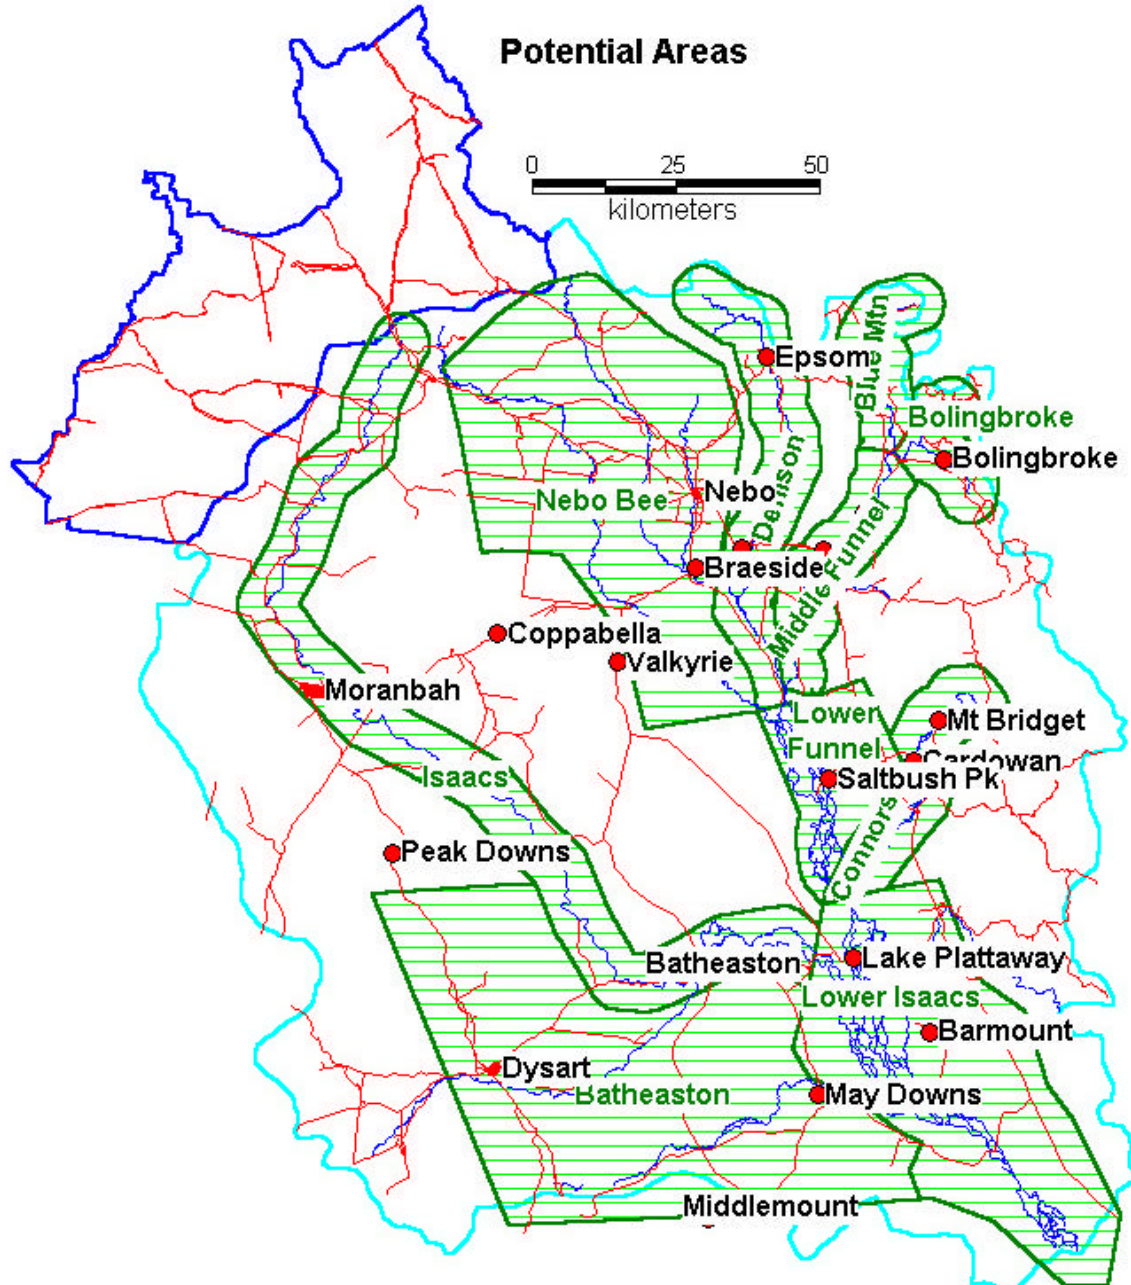 Potential Areas
0 25 50
kilometers
Blue Mtn
Epsom
Bolingbroke
Bolingbroke
Denison
Nebo
Nebo Bee
Middle Funnel
Braeside
Coppabella
Valkyrie
Moranbah
Lower
Funnel
Mt Bridget
Cardowan
Isaacs
Saltbush Pk
Connors
Peak Downs
Batheaston
Lake Plattaway
Lower Isaacs
Barmount
Dysart
Batheaston
May Downs
Middlemount